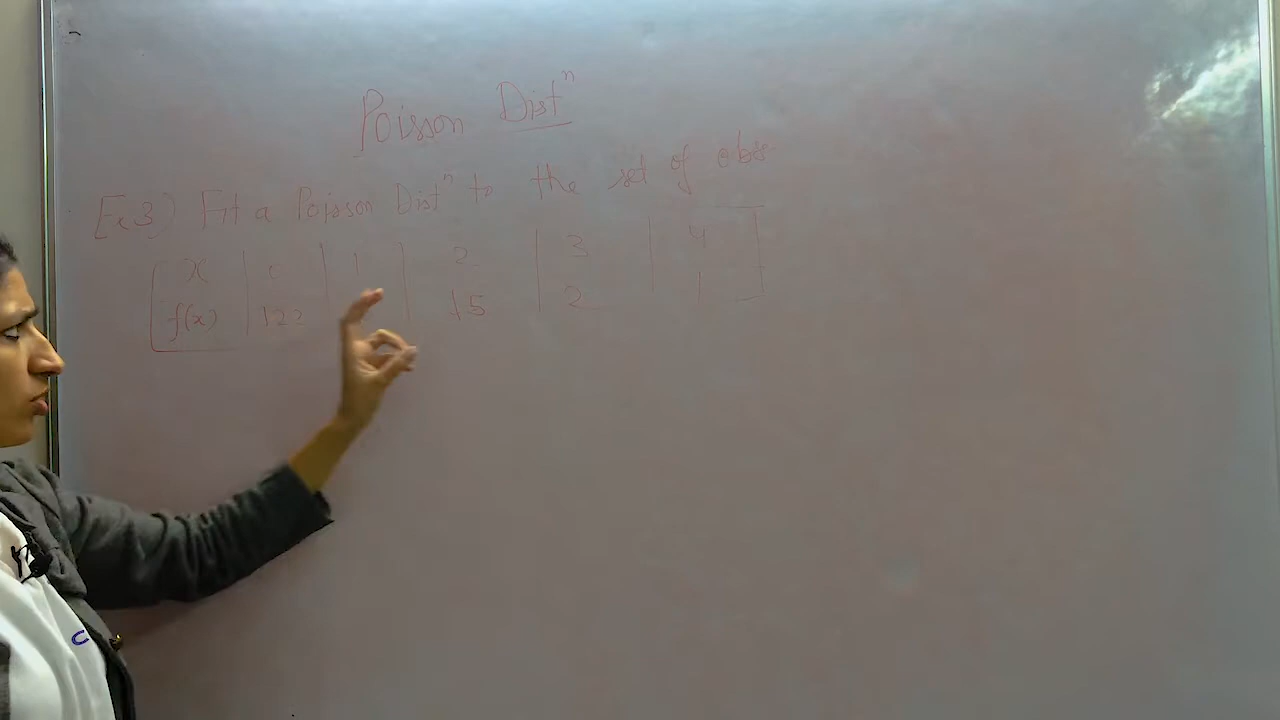 Poisson Distⁿ
Ex 3) Fit a Poisson Distⁿ to the set of obs.
x | 0 | 1 | 2 | 3 | 4
f(x) | 122 | | 15 | 2 | 1